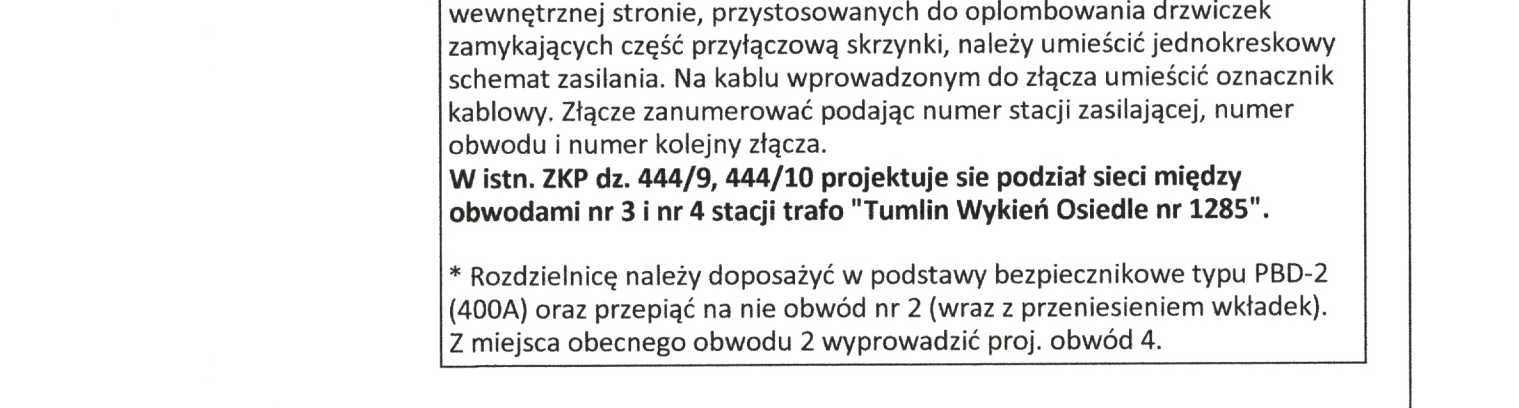 wewnętrznej stronie, przystosowanych do oplombowania drzwiczek
zamykających część przyłączową skrzynki, należy umieścić jednokreskowy
schemat zasilania. Na kablu wprowadzonym do złącza umieścić oznacznik
kablowy. Złącze zanumerować podając numer stacji zasilającej, numer
obwodu i numer kolejny złącza.
W istn. ZKP dz. 444/9, 444/10 projektuje sie podział sieci między
obwodami nr 3 i nr 4 stacji trafo "Tumlin Wykień Osiedle nr 1285".
* Rozdzielnicę należy doposażyć w podstawy bezpiecznikowe typu PBD-2
(400A) oraz przepiąć na nie obwód nr 2 (wraz z przeniesieniem wkładek).
Z miejsca obecnego obwodu 2 wyprowadzić proj. obwód 4.